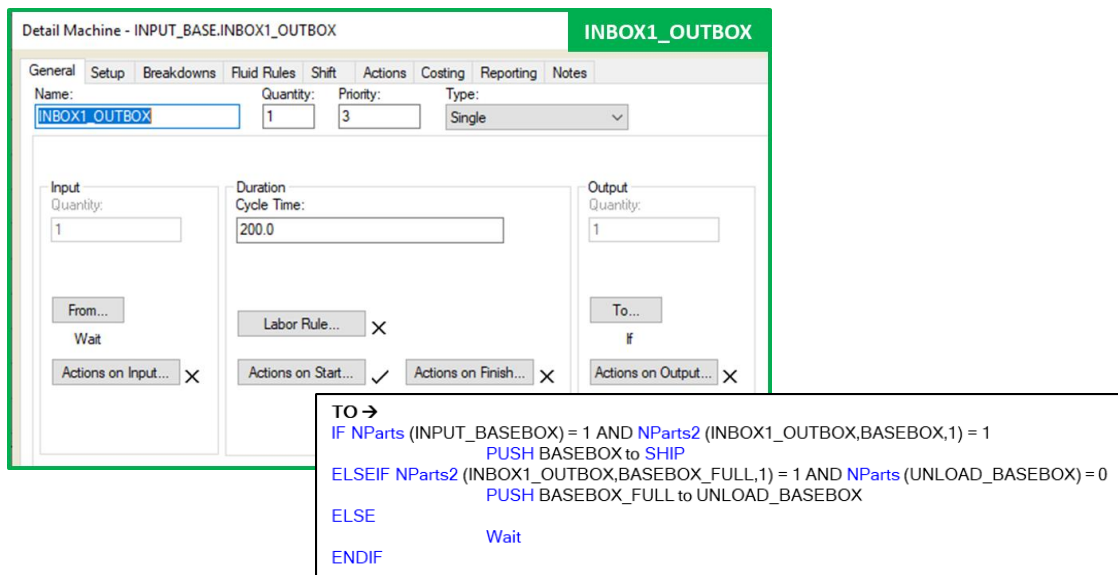 Detail Machine - INPUT_BASE.INBOX1_OUTBOX
INBOX1_OUTBOX
General Setup Breakdowns Fluid Rules Shift Actions Costing Reporting Notes
Name: Quantity: Priority: Type:
INBOX1_OUTBOX 1 3 Single
Input Duration Output
Quantity: Cycle Time: Quantity:
1 200.0 1
From... Labor Rule... To...
Wait If
Actions on Input... Actions on Start... Actions on Finish... Actions on Output...
TO →
IF NParts (INPUT_BASEBOX) = 1 AND NParts2 (INBOX1_OUTBOX,BASEBOX,1) = 1
PUSH BASEBOX to SHIP
ELSEIF NParts2 (INBOX1_OUTBOX,BASEBOX_FULL,1) = 1 AND NParts (UNLOAD_BASEBOX) = 0
PUSH BASEBOX_FULL to UNLOAD_BASEBOX
ELSE
Wait
ENDIF